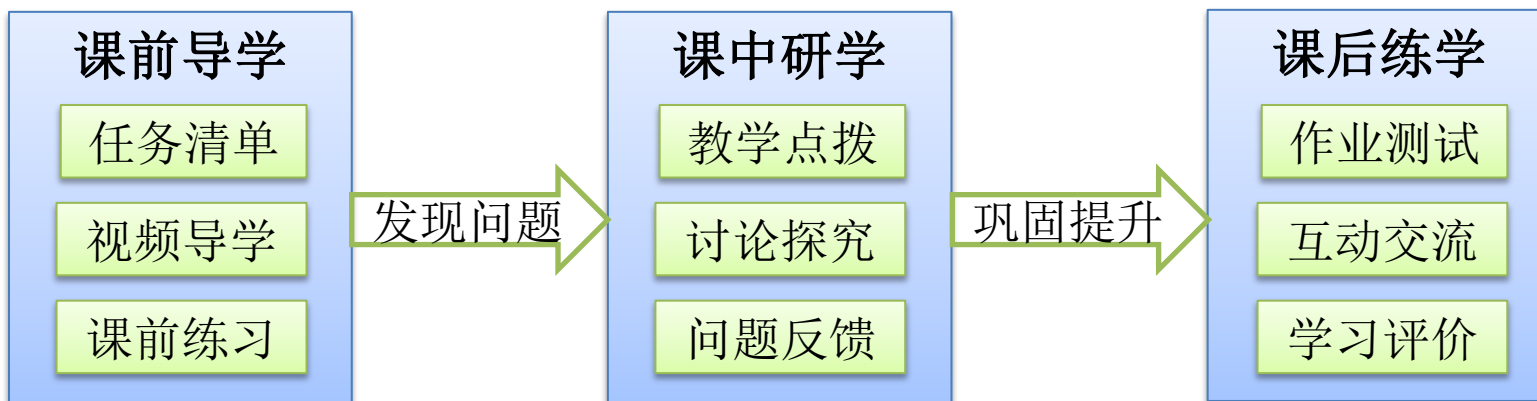 课前导学
任务清单
视频导学
课前练习
发现问题
课中研学
教学点拨
讨论探究
问题反馈
巩固提升
课后练学
作业测试
互动交流
学习评价